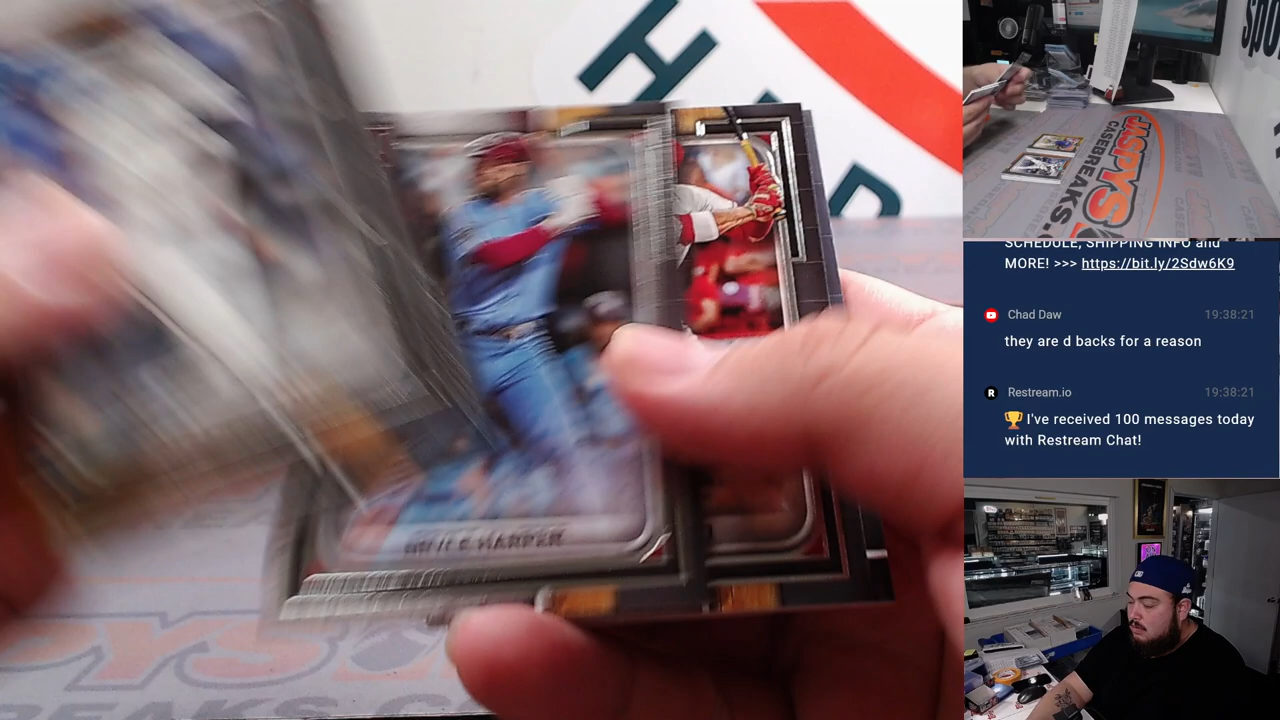 H
BRYCE HARPER
JASPYS
CASEBREAKS.C
SCHEDULE, SHIPPING INFO and
MORE! >>> https://bit.ly/2Sdw6K9
Chad Daw 19:38:21
they are d backs for a reason
R Restream.io 19:38:21
🏆 I've received 100 messages today
with Restream Chat!